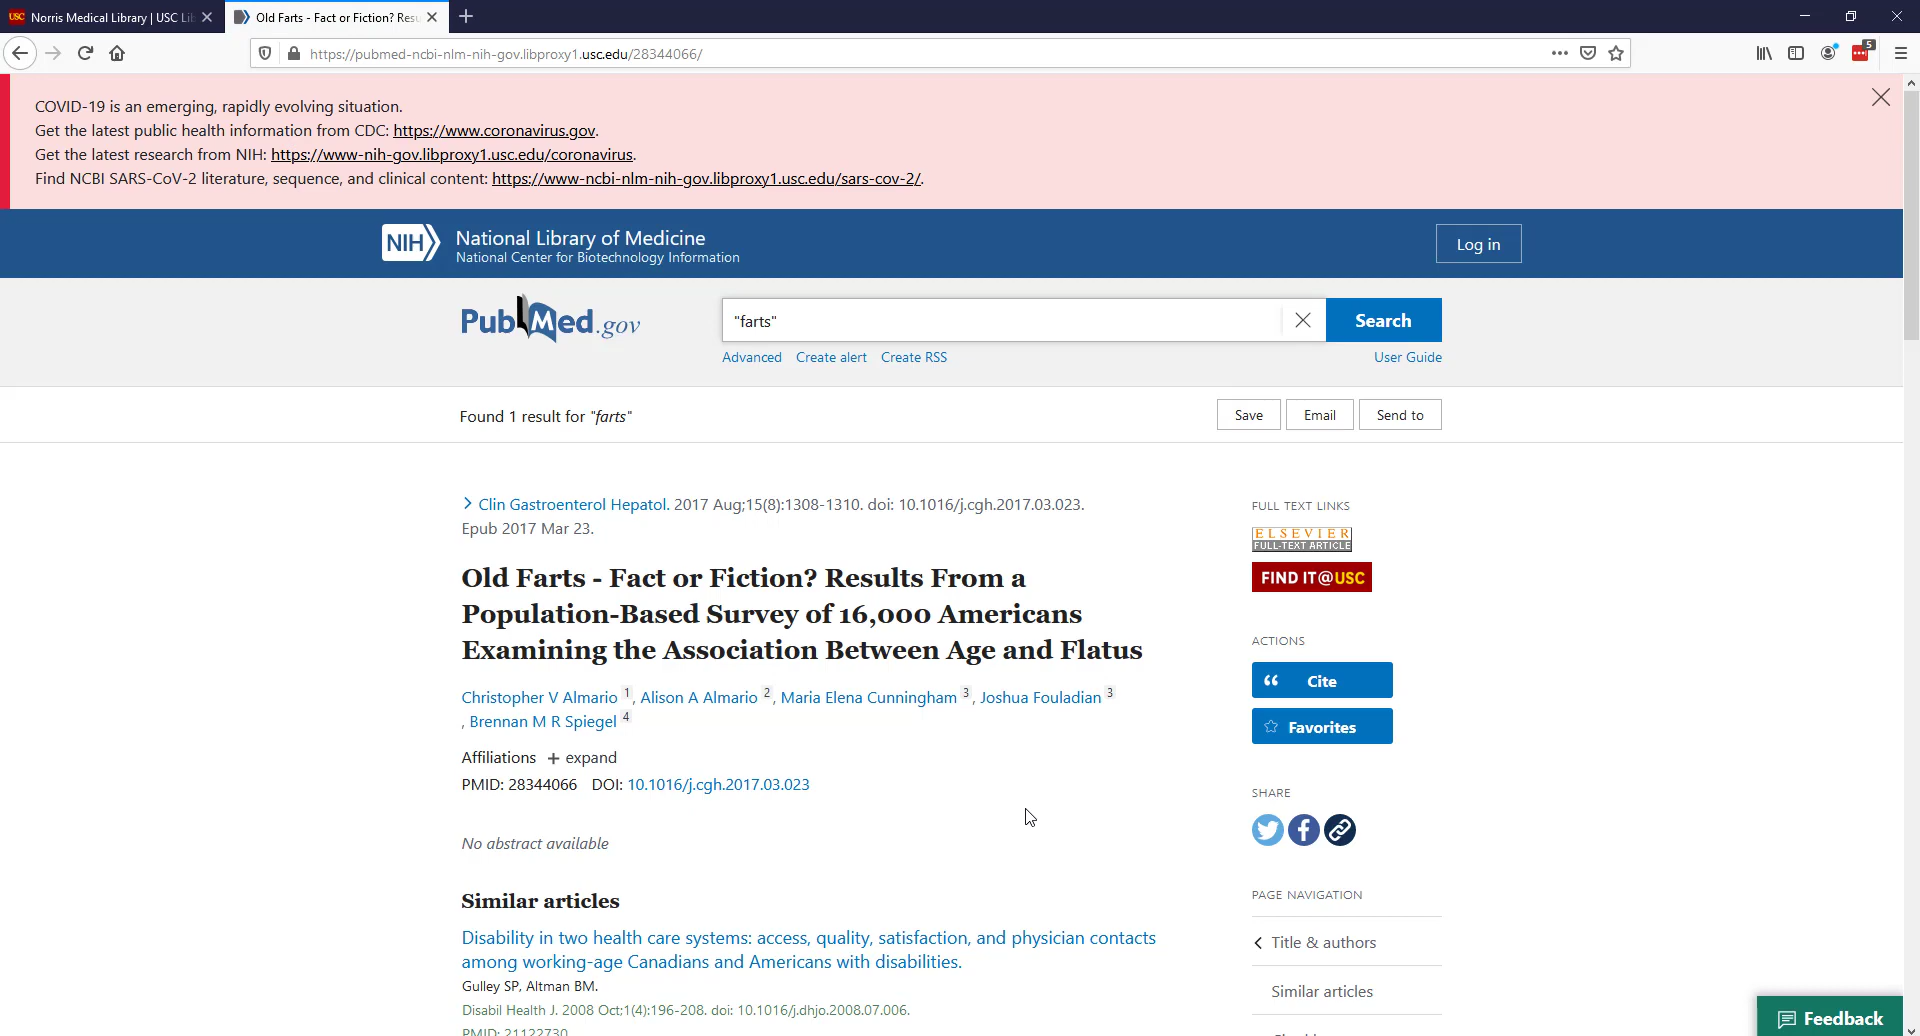 USC Norris Medical Library | USC Lib
Old Farts - Fact or Fiction? Resu
https://pubmed-ncbi-nlm-nih-gov.libproxy1.usc.edu/28344066/
5
COVID-19 is an emerging, rapidly evolving situation.
Get the latest public health information from CDC: https://www.coronavirus.gov.
Get the latest research from NIH: https://www-nih-gov.libproxy1.usc.edu/coronavirus.
Find NCBI SARS-CoV-2 literature, sequence, and clinical content: https://www-ncbi-nlm-nih-gov.libproxy1.usc.edu/sars-cov-2/.
NIH National Library of Medicine
National Center for Biotechnology Information
Log in
PubMed.gov
"farts"
Search
Advanced Create alert Create RSS
User Guide
Found 1 result for "farts"
Save Email Send to
Clin Gastroenterol Hepatol. 2017 Aug;15(8):1308-1310. doi: 10.1016/j.cgh.2017.03.023.
Epub 2017 Mar 23.
Old Farts - Fact or Fiction? Results From a
Population-Based Survey of 16,000 Americans
Examining the Association Between Age and Flatus
Christopher V Almario 1, Alison A Almario 2, Maria Elena Cunningham 3, Joshua Fouladian 3
, Brennan M R Spiegel 4
Affiliations + expand
PMID: 28344066 DOI: 10.1016/j.cgh.2017.03.023
No abstract available
Similar articles
Disability in two health care systems: access, quality, satisfaction, and physician contacts
among working-age Canadians and Americans with disabilities.
Gulley SP, Altman BM.
Disabil Health J. 2008 Oct;1(4):196-208. doi: 10.1016/j.dhjo.2008.07.006.
PMID: 21122730
FULL TEXT LINKS
ELSEVIER
FULL-TEXT ARTICLE
FIND IT@USC
ACTIONS
Cite
Favorites
SHARE
PAGE NAVIGATION
Title & authors
Similar articles
Feedback